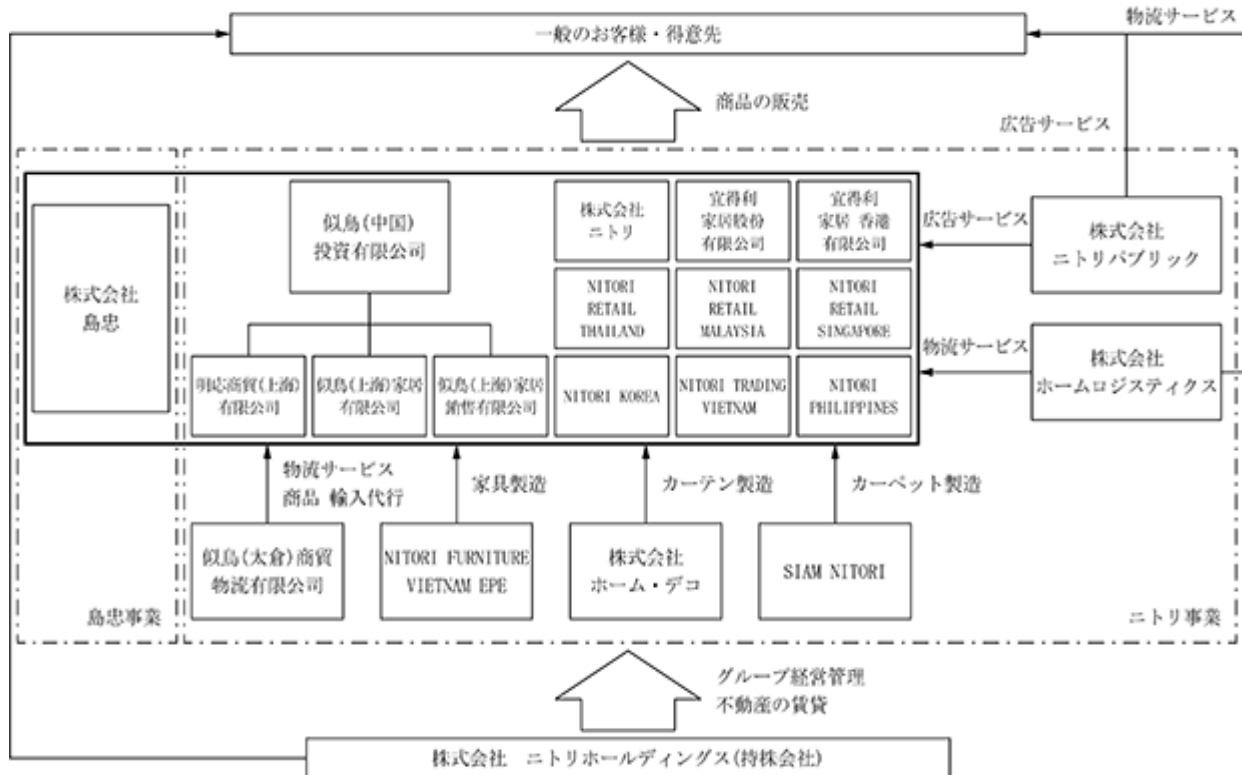 物流サービス
一般のお客様・得意先
商品の販売
広告サービス
株式会社
島忠
似鳥(中国)
投資有限公司
明応商貿(上海)
有限公司
似鳥(上海)家居
有限公司
似鳥(上海)家居
銷售有限公司
株式会社
ニトリ
宜得利
家居股份
有限公司
宜得利
家居 香港
有限公司
NITORI
RETAIL
THAILAND
NITORI
RETAIL
MALAYSIA
NITORI
RETAIL
SINGAPORE
NITORI KOREA
NITORI TRADING
VIETNAM
NITORI
PHILIPPINES
広告サービス
株式会社
ニトリパブリック
物流サービス
株式会社
ホームロジスティクス
物流サービス
商品 輸入代行
家具製造
カーテン製造
カーペット製造
似鳥(太倉)商貿
物流有限公司
NITORI FURNITURE
VIETNAM EPE
株式会社
ホーム・デコ
SIAM NITORI
島忠事業
ニトリ事業
グループ経営管理
不動産の賃貸
株式会社 ニトリホールディングス(持株会社)